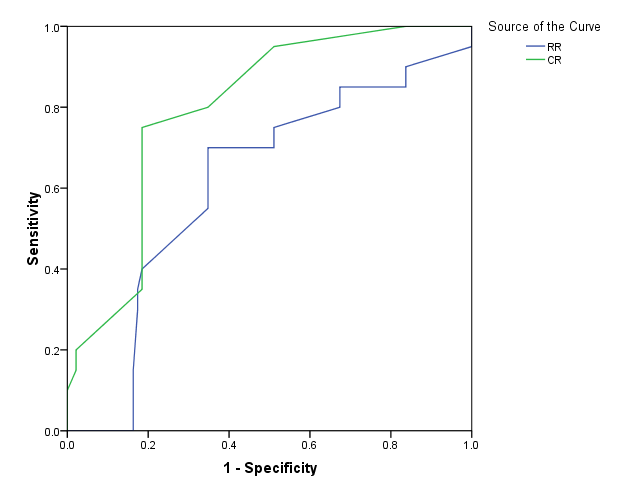 Source of the Curve
RR
CR
1.0
0.8
0.6
0.4
0.2
0.0
Sensitivity
0.0 0.2 0.4 0.6 0.8 1.0
1 - Specificity